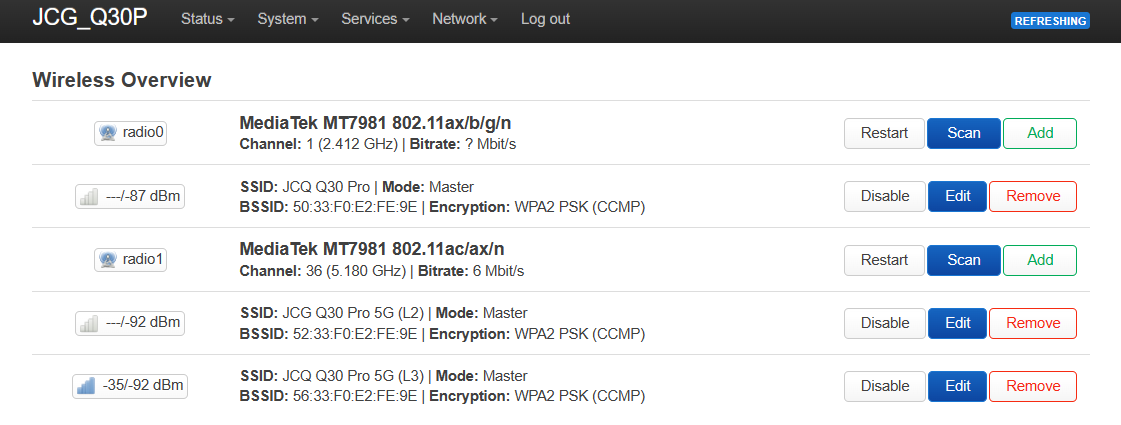 JCG_Q30P Status System Services Network Log out REFRESHING
Wireless Overview
radio0
MediaTek MT7981 802.11ax/b/g/n
Channel: 1 (2.412 GHz) | Bitrate: ? Mbit/s
Restart Scan Add
---/-87 dBm
SSID: JCQ Q30 Pro | Mode: Master
BSSID: 50:33:F0:E2:FE:9E | Encryption: WPA2 PSK (CCMP)
Disable Edit Remove
radio1
MediaTek MT7981 802.11ac/ax/n
Channel: 36 (5.180 GHz) | Bitrate: 6 Mbit/s
Restart Scan Add
---/-92 dBm
SSID: JCG Q30 Pro 5G (L2) | Mode: Master
BSSID: 52:33:F0:E2:FE:9E | Encryption: WPA2 PSK (CCMP)
Disable Edit Remove
-35/-92 dBm
SSID: JCQ Q30 Pro 5G (L3) | Mode: Master
BSSID: 56:33:F0:E2:FE:9E | Encryption: WPA2 PSK (CCMP)
Disable Edit Remove